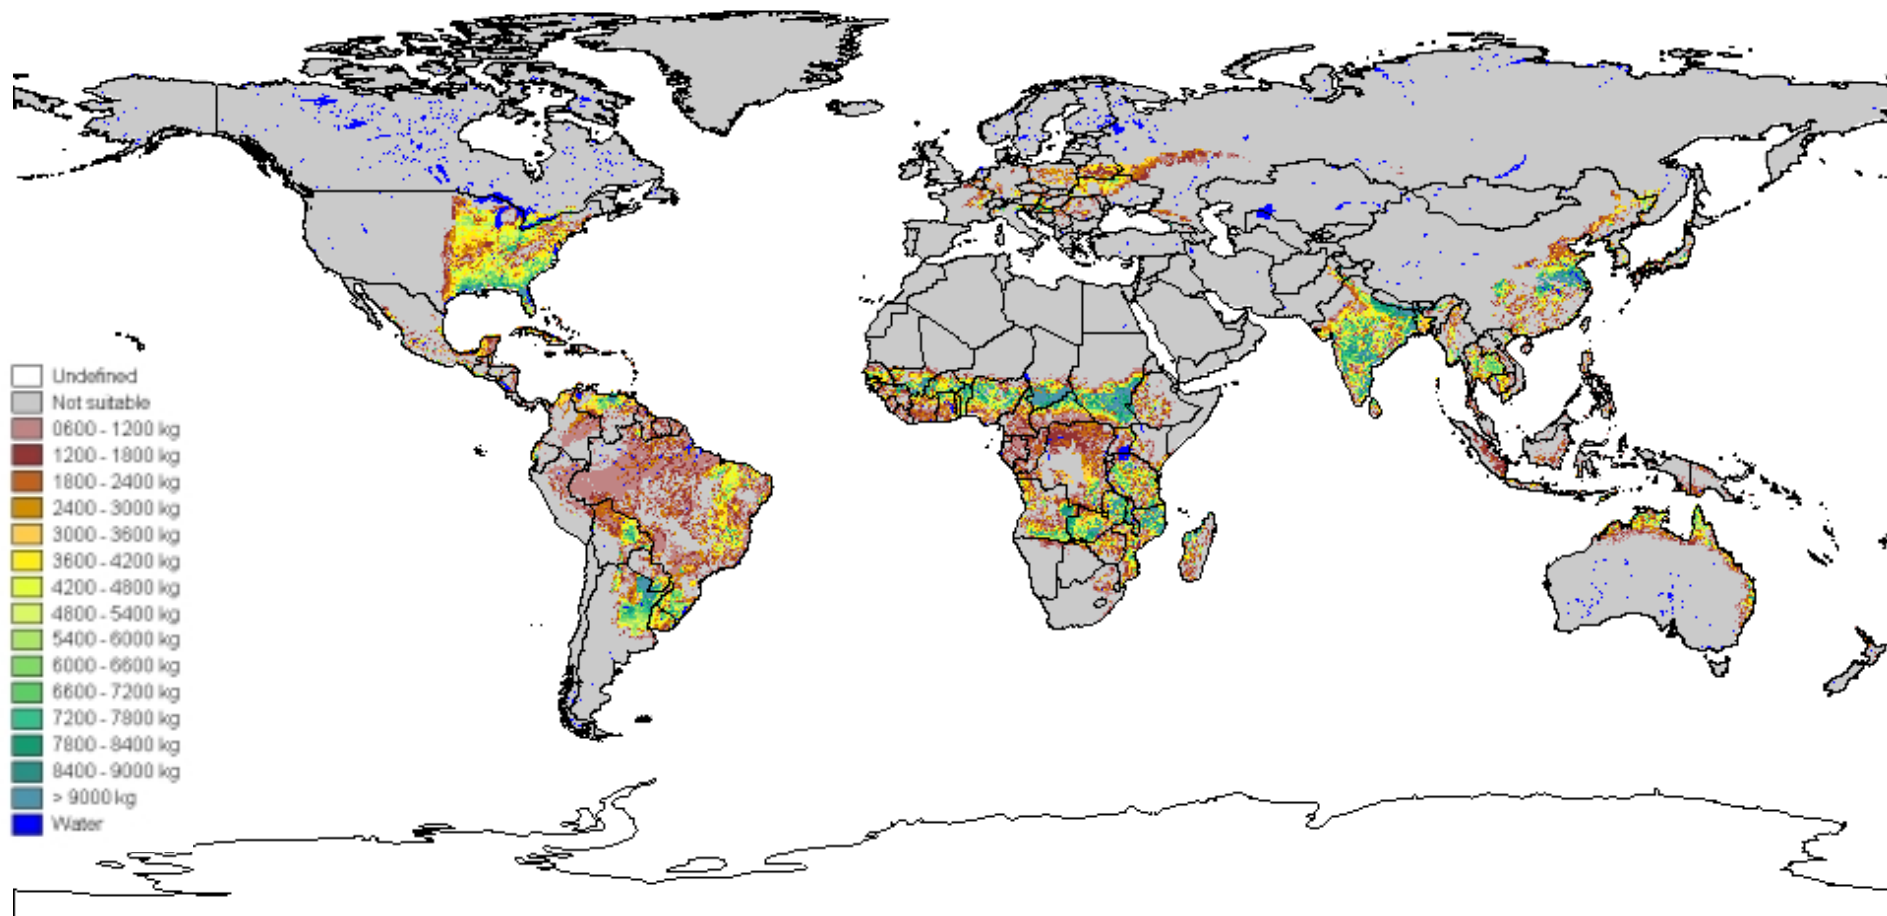 Undefined
Not suitable
0600 - 1200 kg
1200 - 1800 kg
1800 - 2400 kg
2400 - 3000 kg
3000 - 3600 kg
3600 - 4200 kg
4200 - 4800 kg
4800 - 5400 kg
5400 - 6000 kg
6000 - 6600 kg
6600 - 7200 kg
7200 - 7800 kg
7800 - 8400 kg
8400 - 9000 kg
> 9000 kg
Water